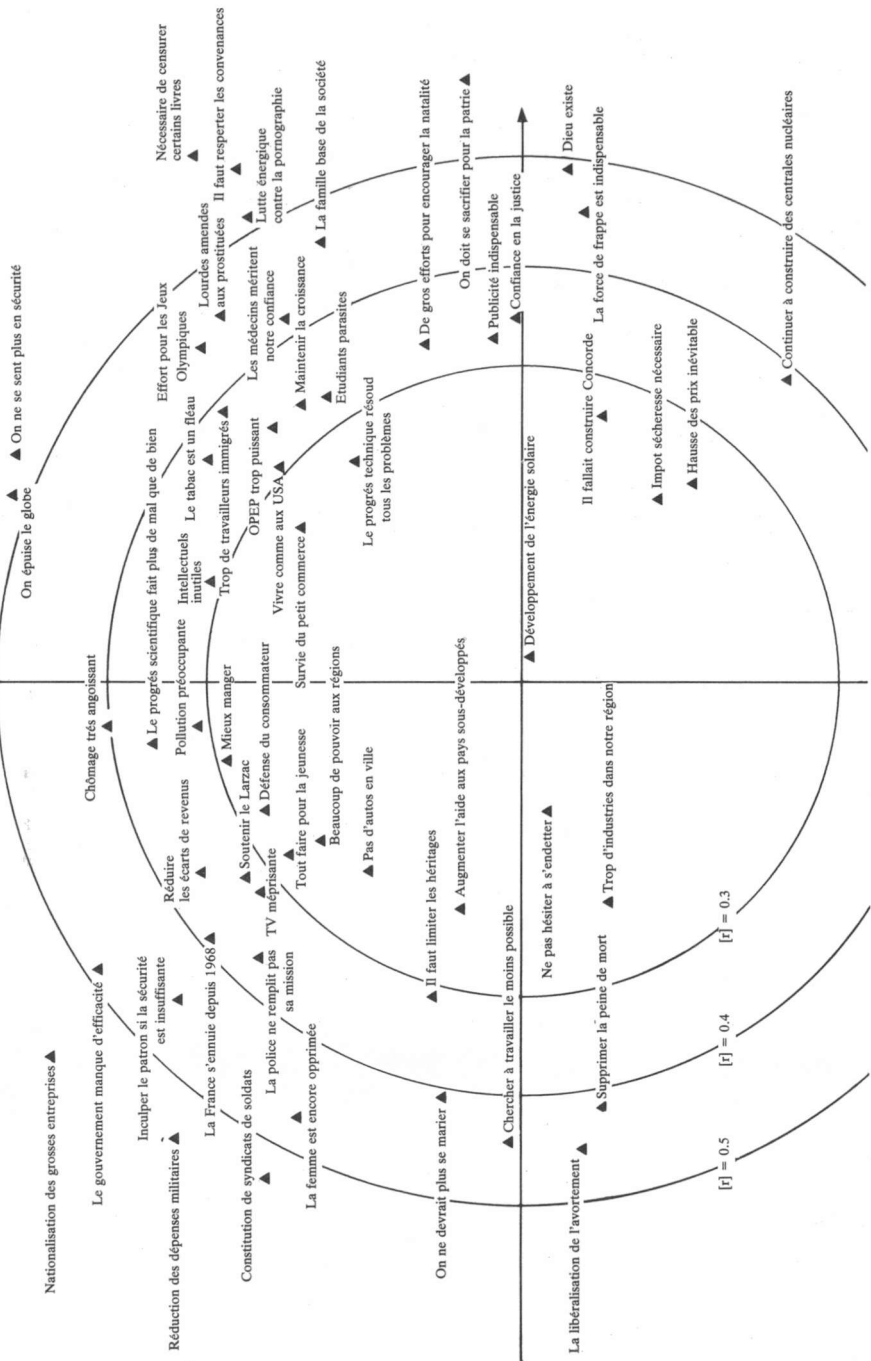 On ne se sent plus en sécurité
On épuise le globe
Nationalisation des grosses entreprises
Chômage trés angoissant
Le gouvernement manque d'efficacité
Nécessaire de censurer
certains livres
Effort pour les Jeux
Olympiques
Le progrés scientifique fait plus de mal que de bien
Inculper le patron si la sécurité
est insuffisante
Réduire
les écarts de revenus
Réduction des dépenses militaires
Pollution préoccupante
Intellectuels
inutiles
Le tabac est un fléau
Lourdes amendes
aux prostituées
Il faut resperter les convenances
La France s'ennuie depuis 1968
Mieux manger
Trop de travailleurs immigrés
Les médecins méritent
notre confiance
Lutte énergique
contre la pornographie
Constitution de syndicats de soldats
Soutenir le Larzac
Défense du consommateur
OPEP trop puissant
La police ne remplit pas
sa mission
TV méprisante
Vivre comme aux USA
Maintenir la croissance
La famille base de la société
La femme est encore opprimée
Tout faire pour la jeunesse
Survie du petit commerce
Etudiants parasites
Beaucoup de pouvoir aux régions
Pas d'autos en ville
Le progrés technique résoud
tous les problèmes
De gros efforts pour encourager la natalité
On ne devrait plus se marier
Il faut limiter les héritages
Augmenter l'aide aux pays sous-développés
On doit se sacrifier pour la patrie
Publicité indispensable
Confiance en la justice
Chercher à travailler le moins possible
Développement de l'énergie solaire
Ne pas hésiter à s'endetter
Dieu existe
La libéralisation de l'avortement
Il fallait construire Concorde
La force de frappe est indispensable
Supprimer la peine de mort
Trop d'industries dans notre région
Impot sécheresse nécessaire
Hausse des prix inévitable
[r] = 0.5
[r] = 0.4
[r] = 0.3
Continuer à construire des centrales nucléaires